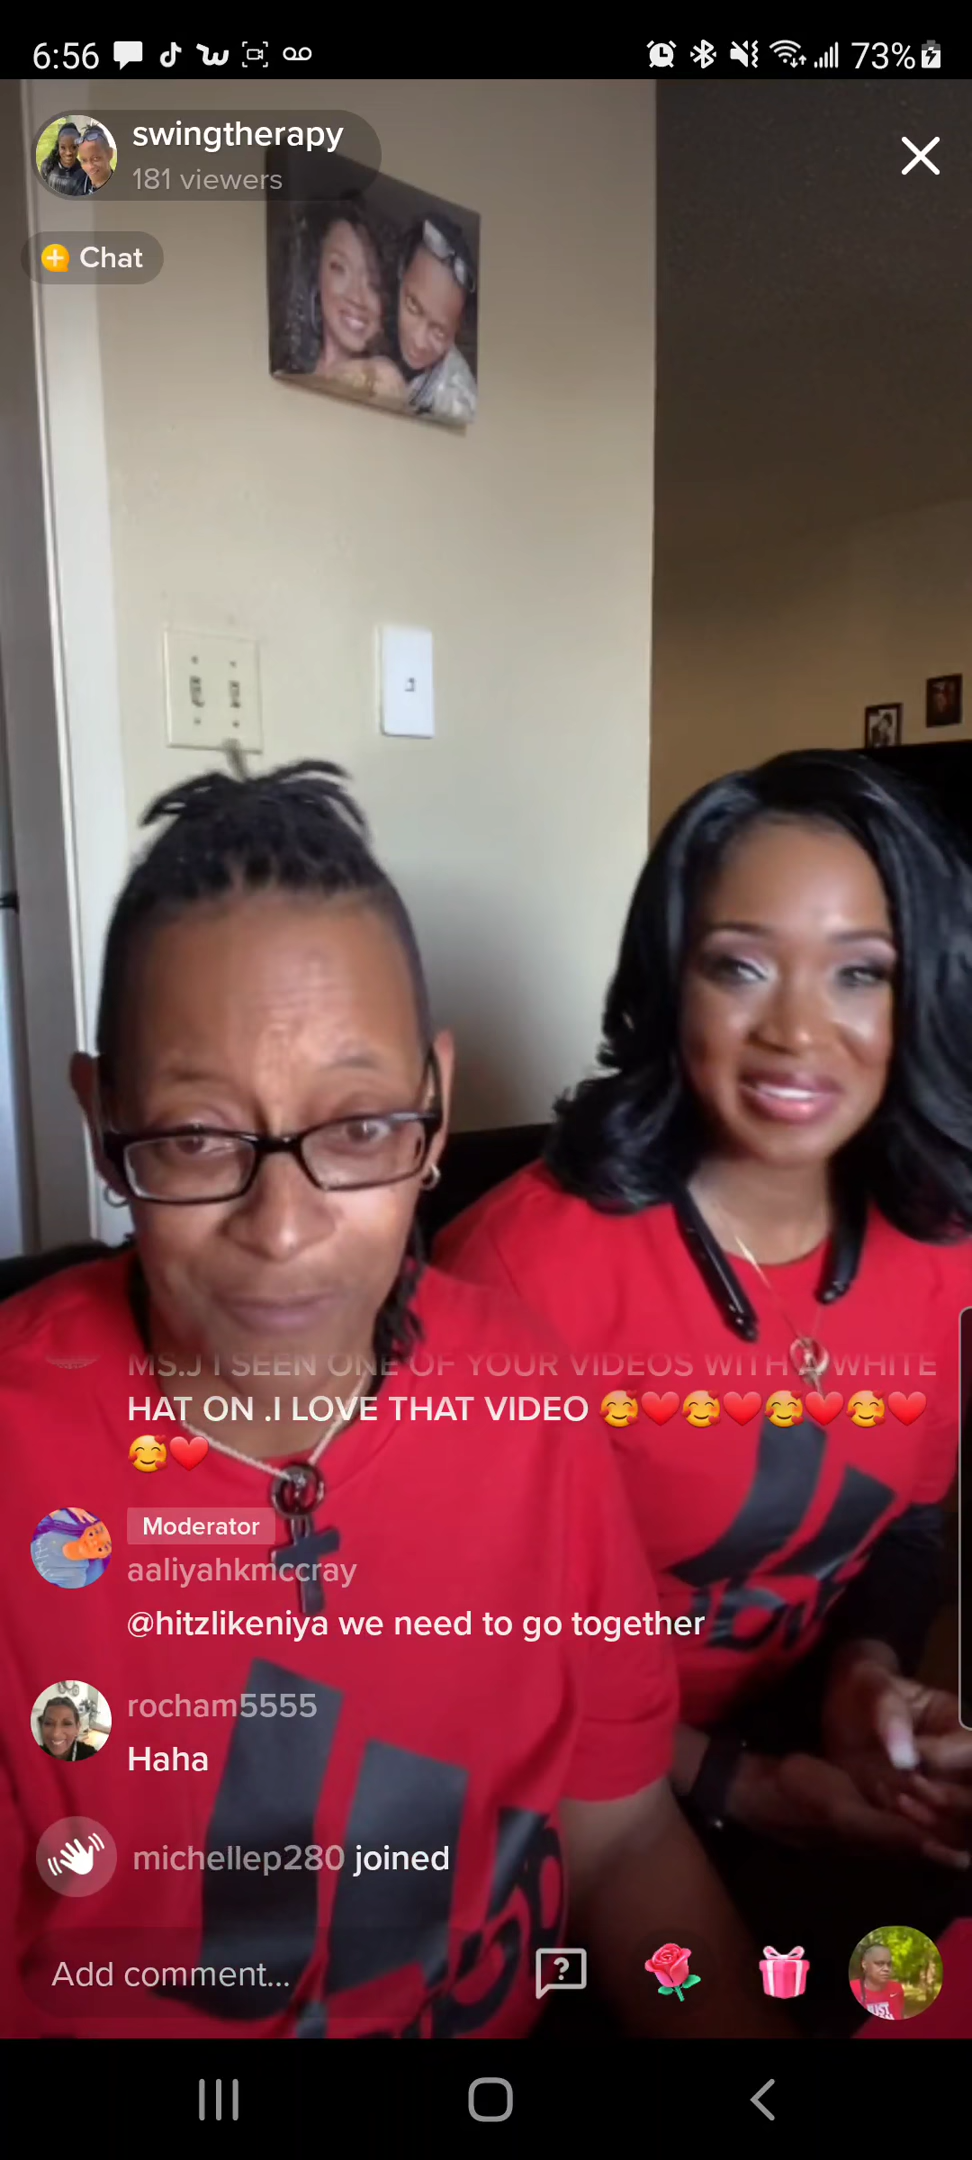 6:56
73%
swingtherapy
181 viewers
Chat
MS.J I SEEN ONE OF YOUR VIDEOS WITH A WHITE
HAT ON .I LOVE THAT VIDEO 🥰❤️🥰❤️🥰❤️🥰❤️
🥰❤️
Moderator
aaliyahkmccray
@hitzlikeniya we need to go together
rocham5555
Haha
michellep280 joined
Add comment...